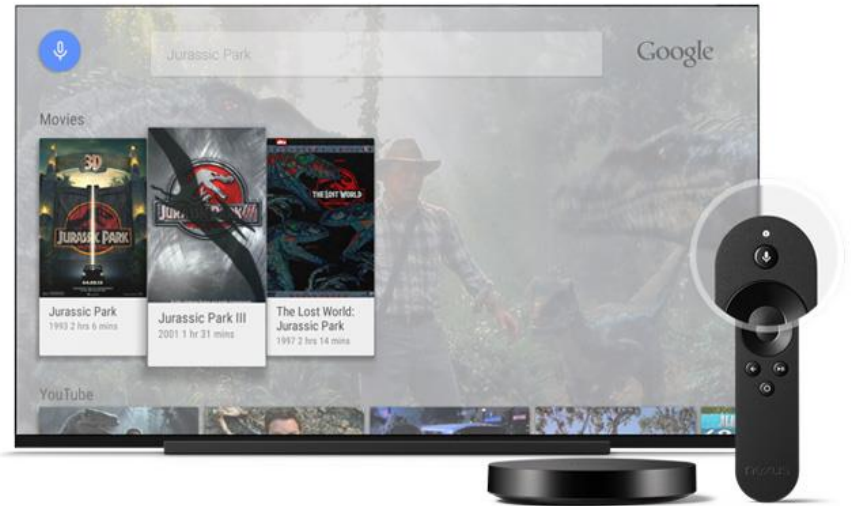 Jurassic Park
Google
Movies
3D
JURASSIC PARK
JURASSIC PARK III
THE LOST WORLD
Jurassic Park
1993 2 hrs 6 mins
Jurassic Park III
2001 1 hr 31 mins
The Lost World:
Jurassic Park
1997 2 hrs 14 mins
YouTube
nexus